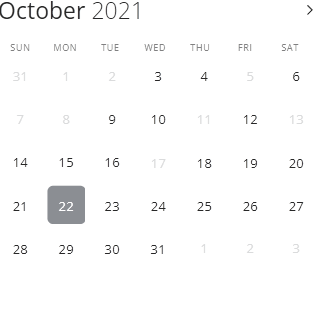 October 2021
SUN MON TUE WED THU FRI SAT
31 1 2 3 4 5 6
7 8 9 10 11 12 13
14 15 16 17 18 19 20
21 22 23 24 25 26 27
28 29 30 31 1 2 3